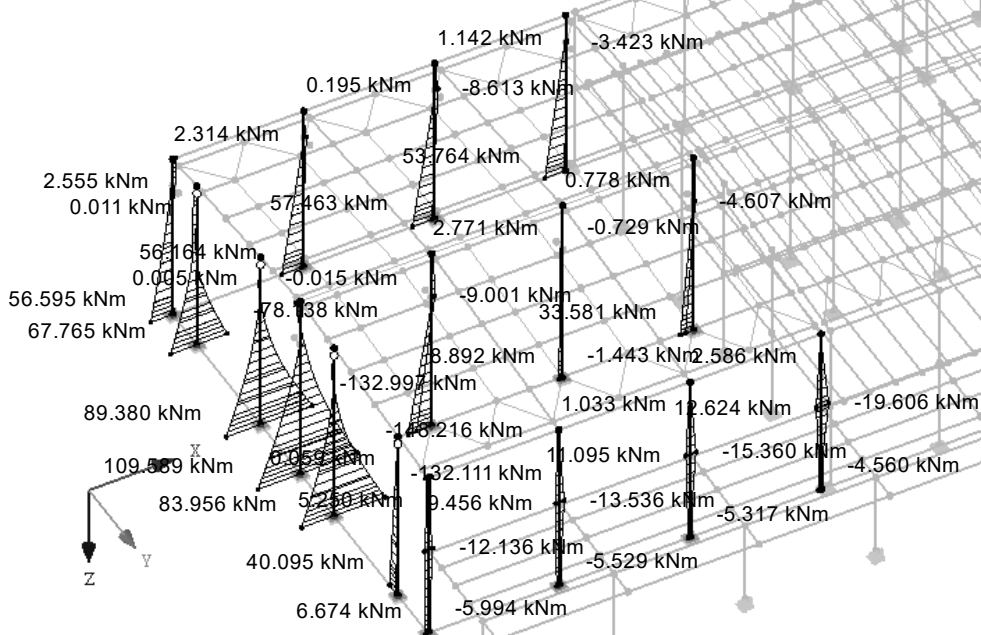 1.142 kNm
-3.423 kNm
0.195 kNm
-8.613 kNm
2.314 kNm
53.764 kNm
2.555 kNm
0.778 kNm
0.011 kNm
57.463 kNm
-4.607 kNm
2.771 kNm
-0.729 kNm
56.164 kNm
0.005 kNm
-0.015 kNm
56.595 kNm
-9.001 kNm
-78.138 kNm
33.581 kNm
67.765 kNm
8.892 kNm
-1.443 kNm
2.586 kNm
-132.997 kNm
1.033 kNm
12.624 kNm
-19.606 kNm
89.380 kNm
-132.111 kNm
11.095 kNm
-15.360 kNm
-4.560 kNm
X
109.589 kNm
0.059 kNm
83.956 kNm
5.250 kNm
9.456 kNm
-13.536 kNm
-5.317 kNm
-12.136 kNm
Y
Z
40.095 kNm
-5.529 kNm
6.674 kNm
-5.994 kNm